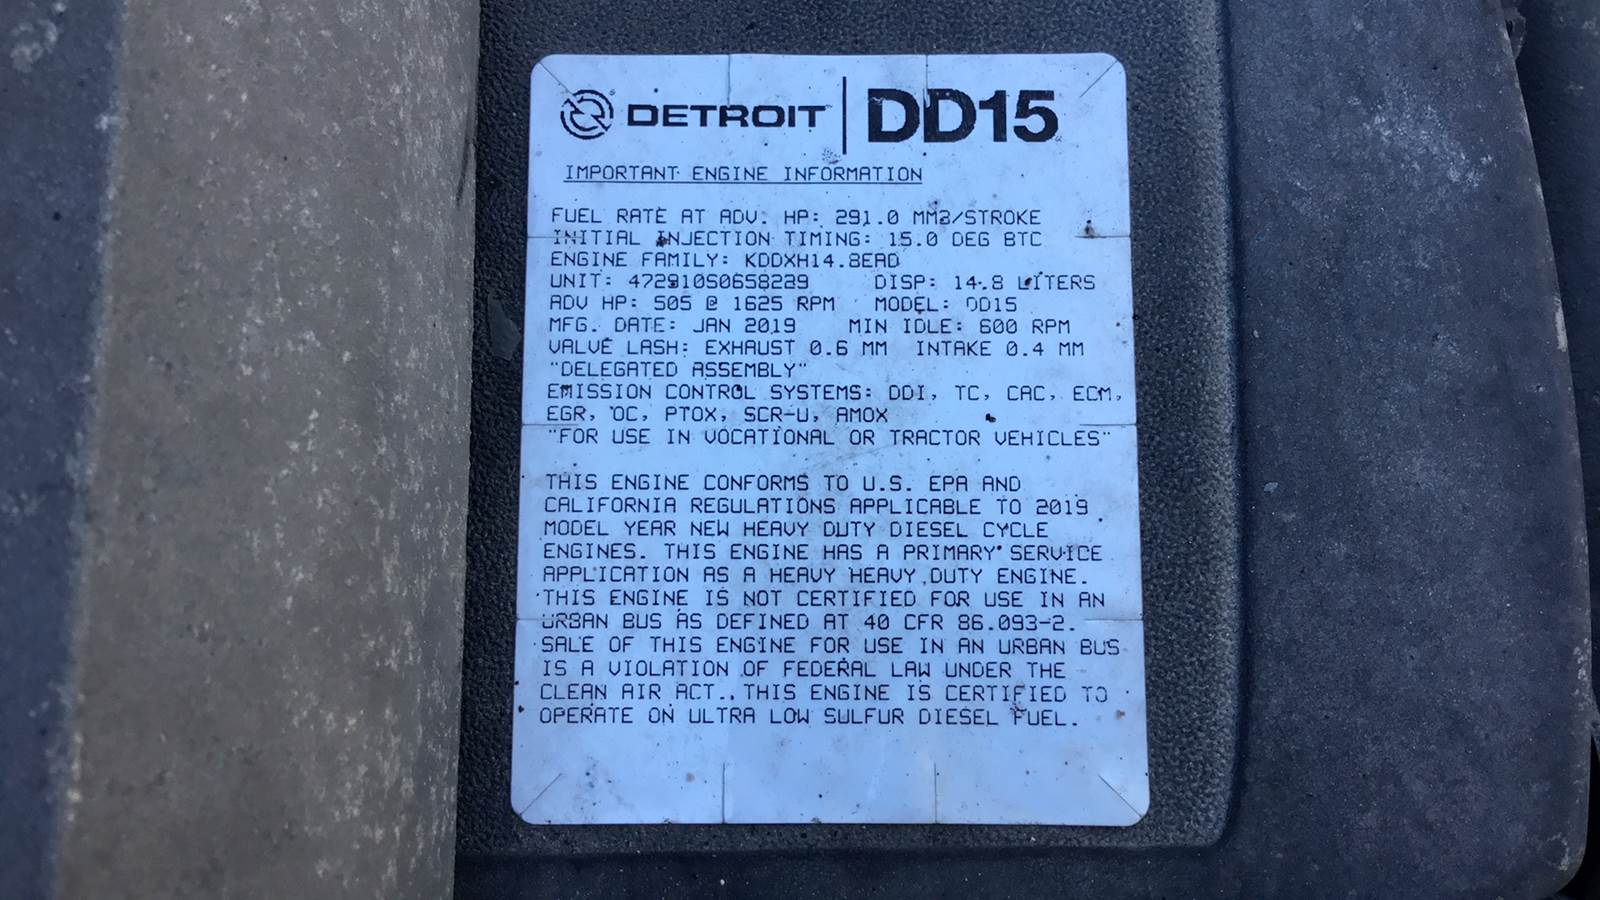 DETROIT DD15
IMPORTANT ENGINE INFORMATION
FUEL RATE AT ADV. HP: 291.0 MM3/STROKE
INITIAL INJECTION TIMING: 15.0 DEG BTC
ENGINE FAMILY: KDDXH14.8EAD
UNIT: 472910S0658229 DISP: 14.8 LITERS
ADV HP: 505 @ 1625 RPM MODEL: DD15
MFG. DATE: JAN 2019 MIN IDLE: 600 RPM
VALVE LASH: EXHAUST 0.6 MM INTAKE 0.4 MM
"DELEGATED ASSEMBLY"
EMISSION CONTROL SYSTEMS: DDI, TC, CAC, ECM,
EGR, OC, PTOX, SCR-U, AMOX
"FOR USE IN VOCATIONAL OR TRACTOR VEHICLES"
THIS ENGINE CONFORMS TO U.S. EPA AND
CALIFORNIA REGULATIONS APPLICABLE TO 2019
MODEL YEAR NEW HEAVY DUTY DIESEL CYCLE
ENGINES. THIS ENGINE HAS A PRIMARY SERVICE
APPLICATION AS A HEAVY HEAVY DUTY ENGINE.
THIS ENGINE IS NOT CERTIFIED FOR USE IN AN
URBAN BUS AS DEFINED AT 40 CFR 86.093-2.
SALE OF THIS ENGINE FOR USE IN AN URBAN BUS
IS A VIOLATION OF FEDERAL LAW UNDER THE
CLEAN AIR ACT. THIS ENGINE IS CERTIFIED TO
OPERATE ON ULTRA LOW SULFUR DIESEL FUEL.